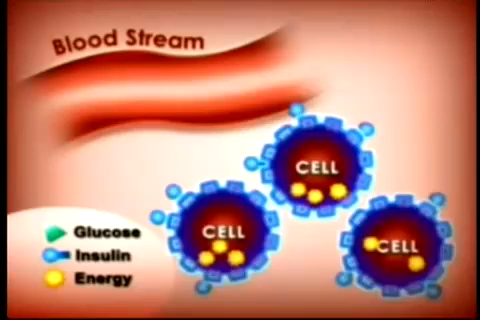 Blood Stream
CELL
CELL
CELL
Glucose
Insulin
Energy